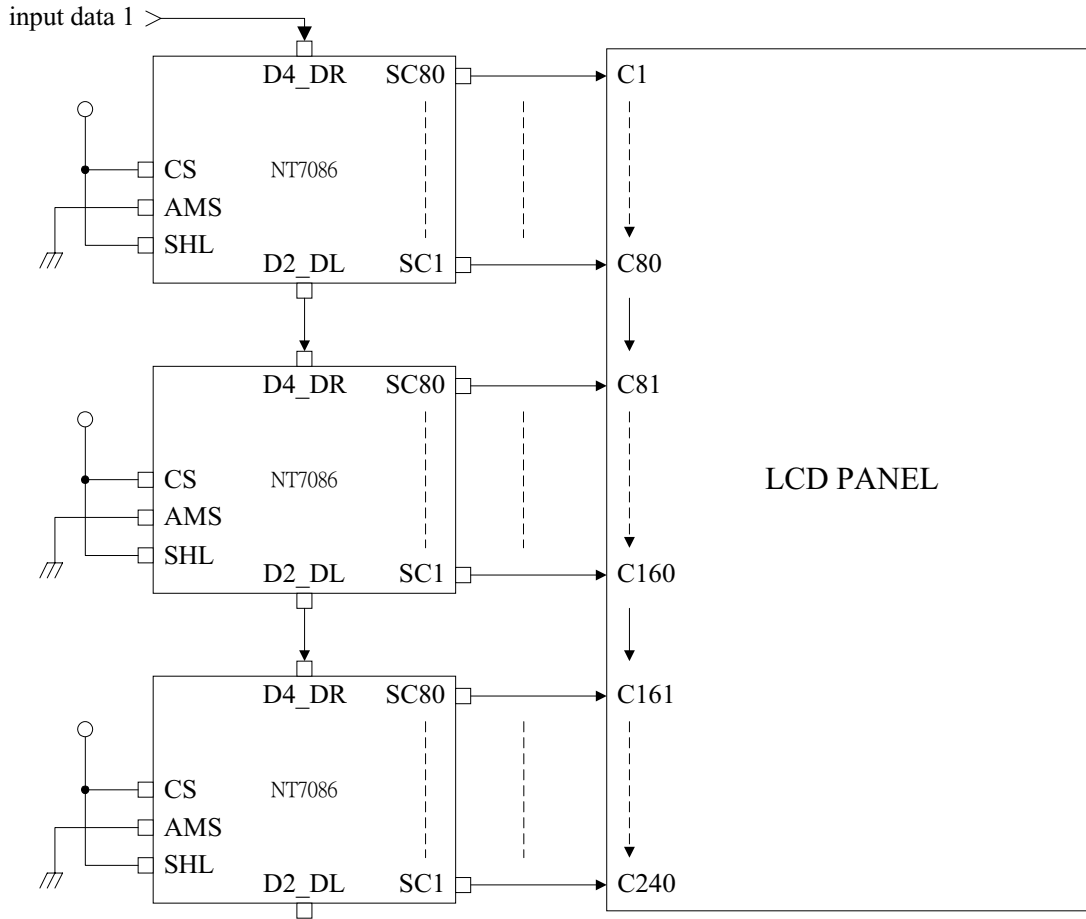 input data 1
D4_DR SC80 C1
CS NT7086
AMS
SHL
D2_DL SC1 C80
D4_DR SC80 C81
CS NT7086 LCD PANEL
AMS
SHL
D2_DL SC1 C160
D4_DR SC80 C161
CS NT7086
AMS
SHL
D2_DL SC1 C240